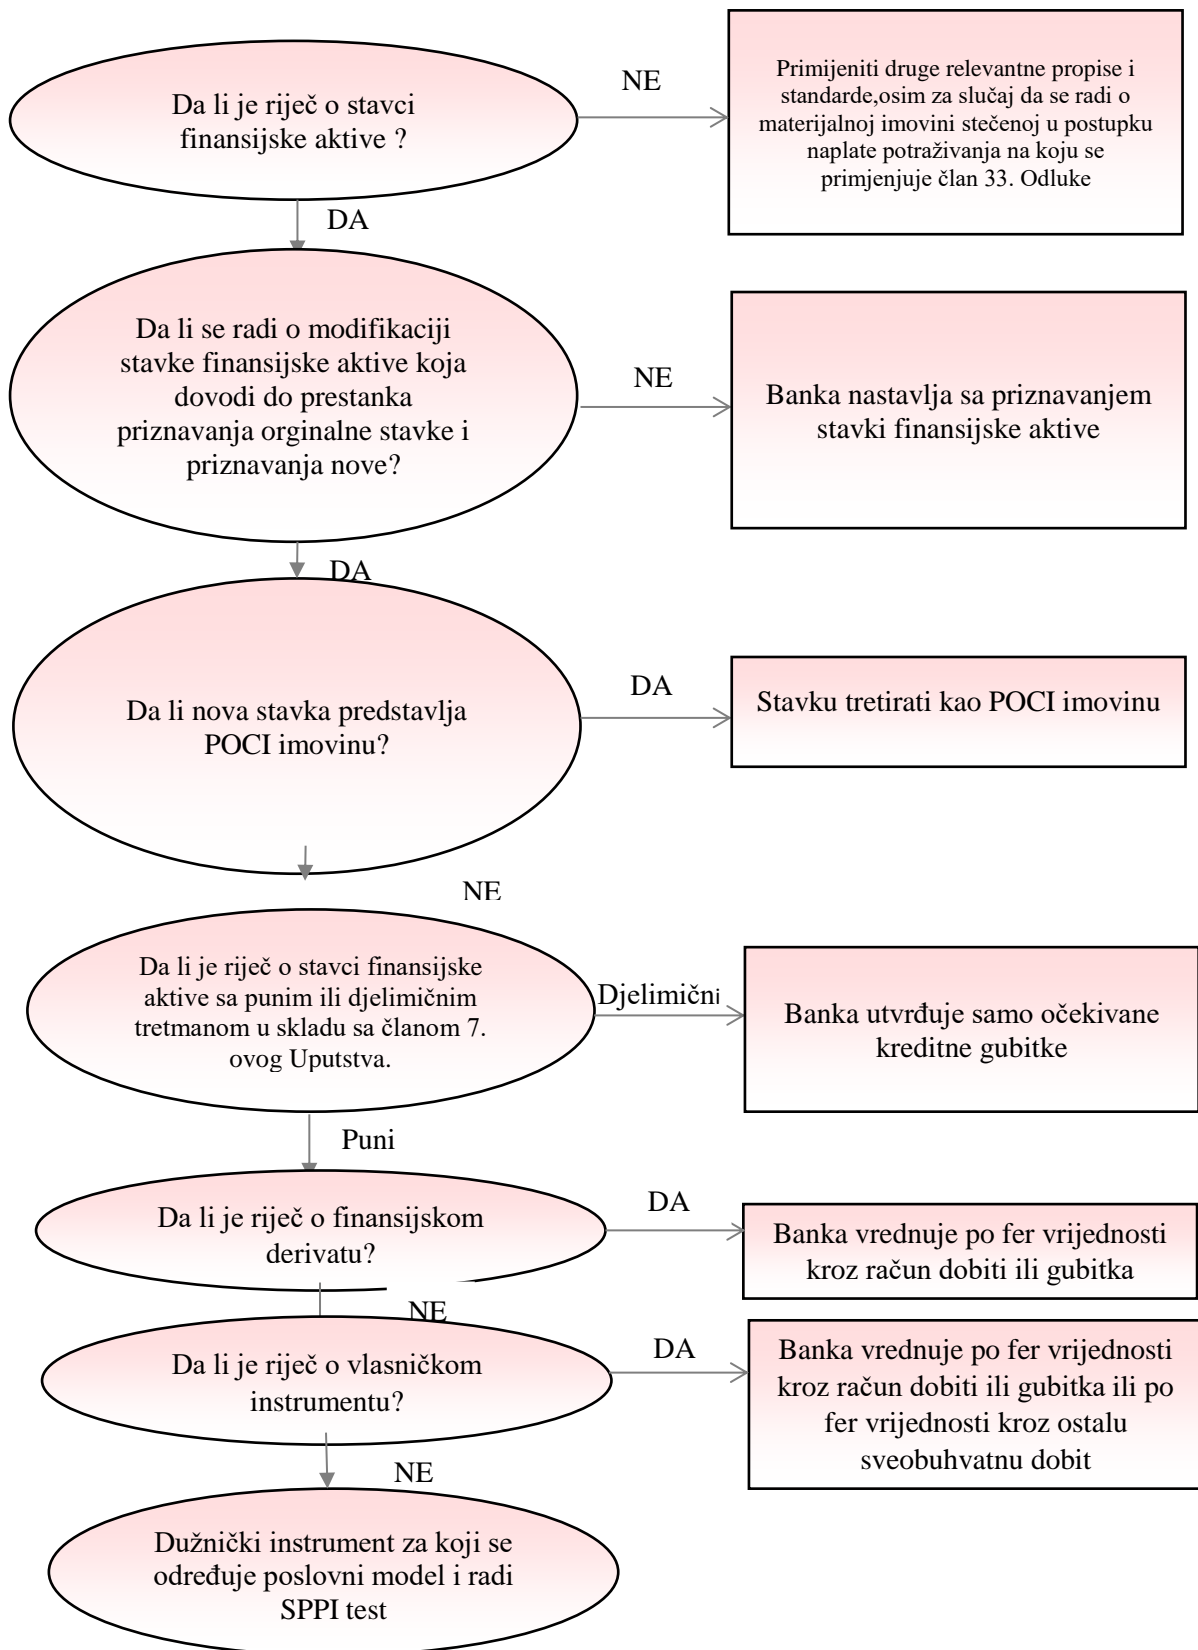 Da li je riječ o stavci
finansijske aktive ?
NE
Primijeniti druge relevantne propise i
standarde,osim za slučaj da se radi o
materijalnoj imovini stečenoj u postupku
naplate potraživanja na koju se
primjenjuje član 33. Odluke
DA
Da li se radi o modifikaciji
stavke finansijske aktive koja
dovodi do prestanka
priznavanja orginalne stavke i
priznavanja nove?
NE
Banka nastavlja sa priznavanjem
stavki finansijske aktive
DA
Da li nova stavka predstavlja
POCI imovinu?
DA
Stavku tretirati kao POCI imovinu
NE
Da li je riječ o stavci finansijske
aktive sa punim ili djelimičnim
tretmanom u skladu sa članom 7.
ovog Uputstva.
Djelimični
Banka utvrđuje samo očekivane
kreditne gubitke
Puni
Da li je riječ o finansijskom
derivatu?
DA
Banka vrednuje po fer vrijednosti
kroz račun dobiti ili gubitka
NE
Da li je riječ o vlasničkom
instrumentu?
DA
Banka vrednuje po fer vrijednosti
kroz račun dobiti ili gubitka ili po
fer vrijednosti kroz ostalu
sveobuhvatnu dobit
NE
Dužnički instrument za koji se
određuje poslovni model i radi
SPPI test